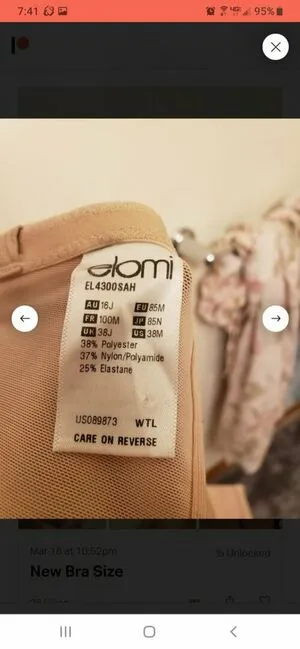 7:41
95%
elomi
EL4300SAH
AU 16J EU 85M
FR 100M JP 85N
UK 38J US 38M
38% Polyester
37% Nylon/Polyamide
25% Elastane
US089873 WTL
CARE ON REVERSE
Mar 16 at 10:52pm Unlocked
New Bra Size